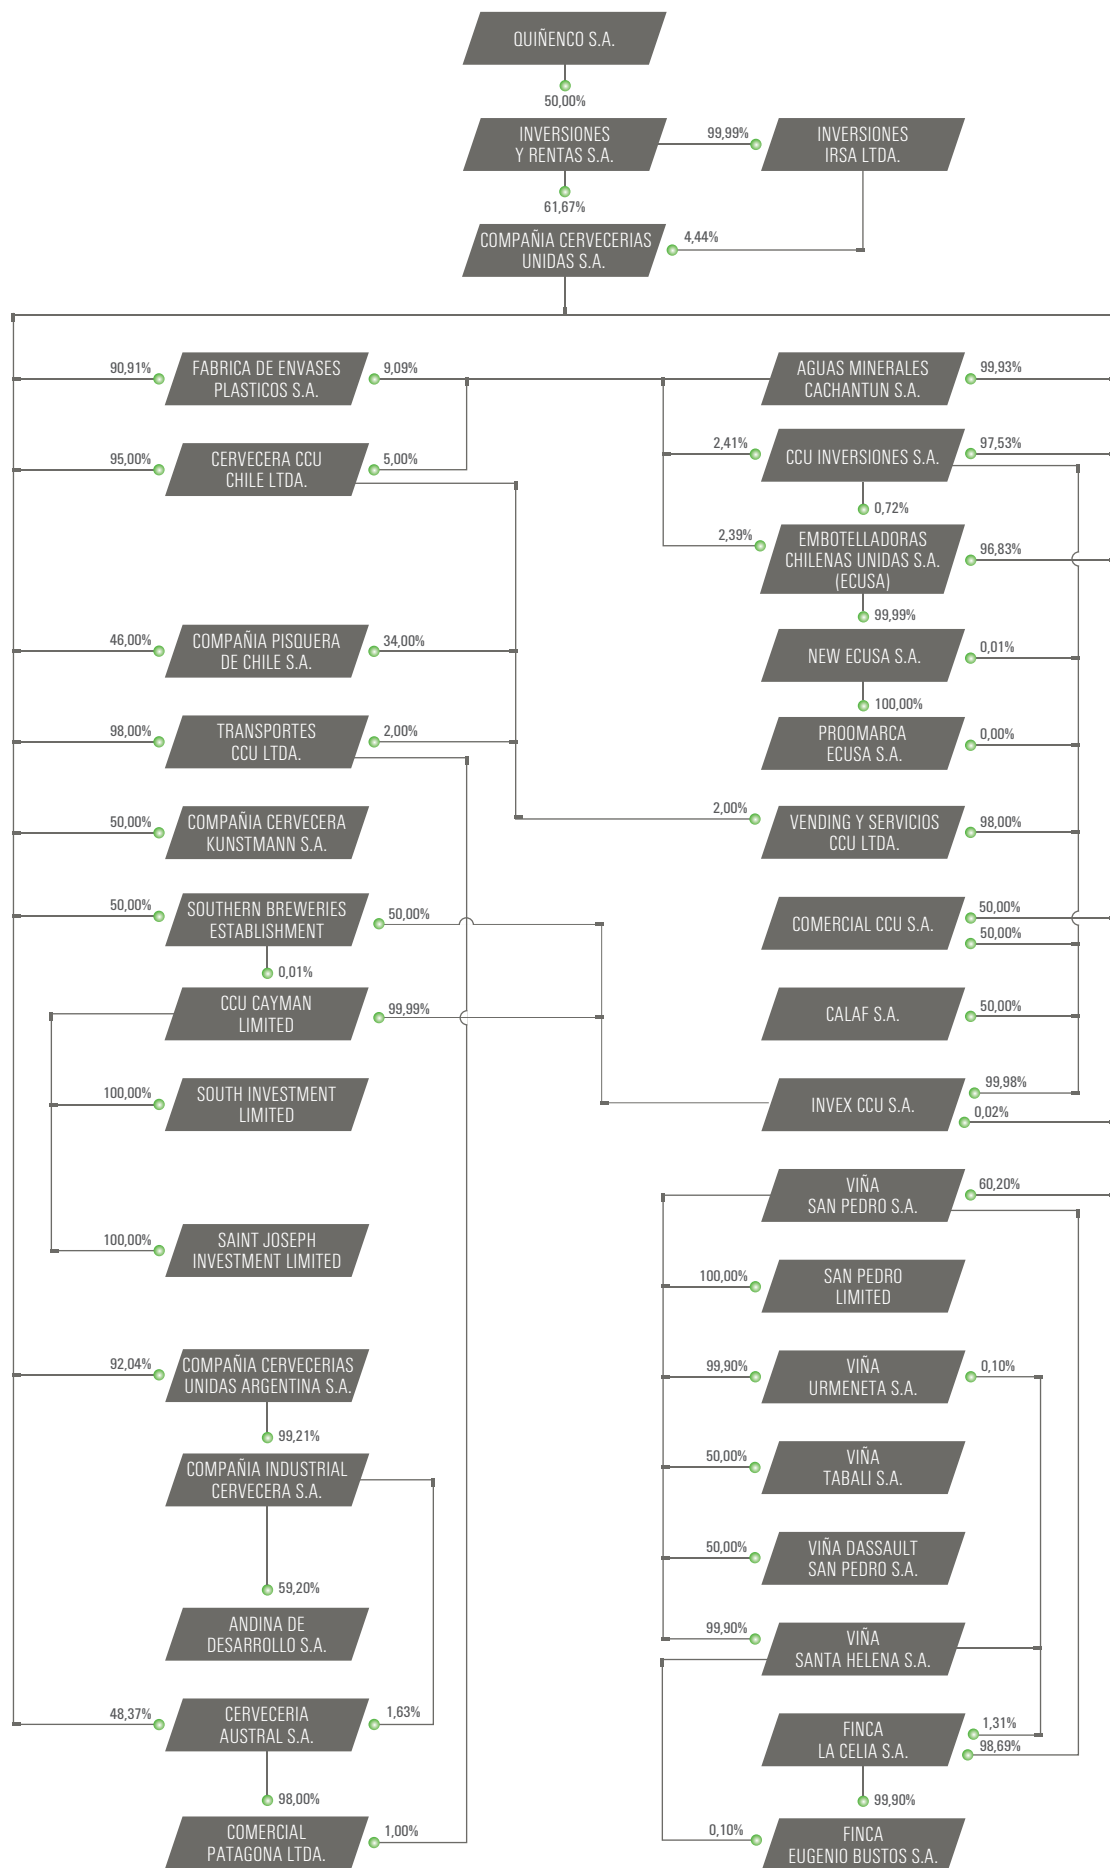 QUIÑENCO S.A.
50,00%
INVERSIONES
Y RENTAS S.A.
99,99%
INVERSIONES
IRSA LTDA.
61,67%
COMPAÑIA CERVECERIAS
UNIDAS S.A.
4,44%
90,91%
FABRICA DE ENVASES
PLASTICOS S.A.
9,09%
AGUAS MINERALES
CACHANTUN S.A.
99,93%
95,00%
CERVECERA CCU
CHILE LTDA.
5,00%
2,41%
CCU INVERSIONES S.A.
97,53%
0,72%
2,39%
EMBOTELLADORAS
CHILENAS UNIDAS S.A.
(ECUSA)
96,83%
99,99%
46,00%
COMPAÑIA PISQUERA
DE CHILE S.A.
34,00%
NEW ECUSA S.A.
0,01%
100,00%
98,00%
TRANSPORTES
CCU LTDA.
2,00%
PROOMARCA
ECUSA S.A.
0,00%
50,00%
COMPAÑIA CERVECERA
KUNSTMANN S.A.
2,00%
VENDING Y SERVICIOS
CCU LTDA.
98,00%
50,00%
SOUTHERN BREWERIES
ESTABLISHMENT
50,00%
COMERCIAL CCU S.A.
50,00%
50,00%
0,01%
CCU CAYMAN
LIMITED
99,99%
CALAF S.A.
50,00%
100,00%
SOUTH INVESTMENT
LIMITED
INVEX CCU S.A.
99,98%
0,02%
VIÑA
SAN PEDRO S.A.
60,20%
100,00%
SAINT JOSEPH
INVESTMENT LIMITED
100,00%
SAN PEDRO
LIMITED
92,04%
COMPAÑIA CERVECERIAS
UNIDAS ARGENTINA S.A.
99,90%
VIÑA
URMENETA S.A.
0,10%
99,21%
COMPAÑIA INDUSTRIAL
CERVECERA S.A.
50,00%
VIÑA
TABALI S.A.
50,00%
VIÑA DASSAULT
SAN PEDRO S.A.
59,20%
ANDINA DE
DESARROLLO S.A.
99,90%
VIÑA
SANTA HELENA S.A.
48,37%
CERVECERIA
AUSTRAL S.A.
1,63%
FINCA
LA CELIA S.A.
1,31%
98,69%
98,00%
99,90%
COMERCIAL
PATAGONA LTDA.
1,00%
0,10%
FINCA
EUGENIO BUSTOS S.A.